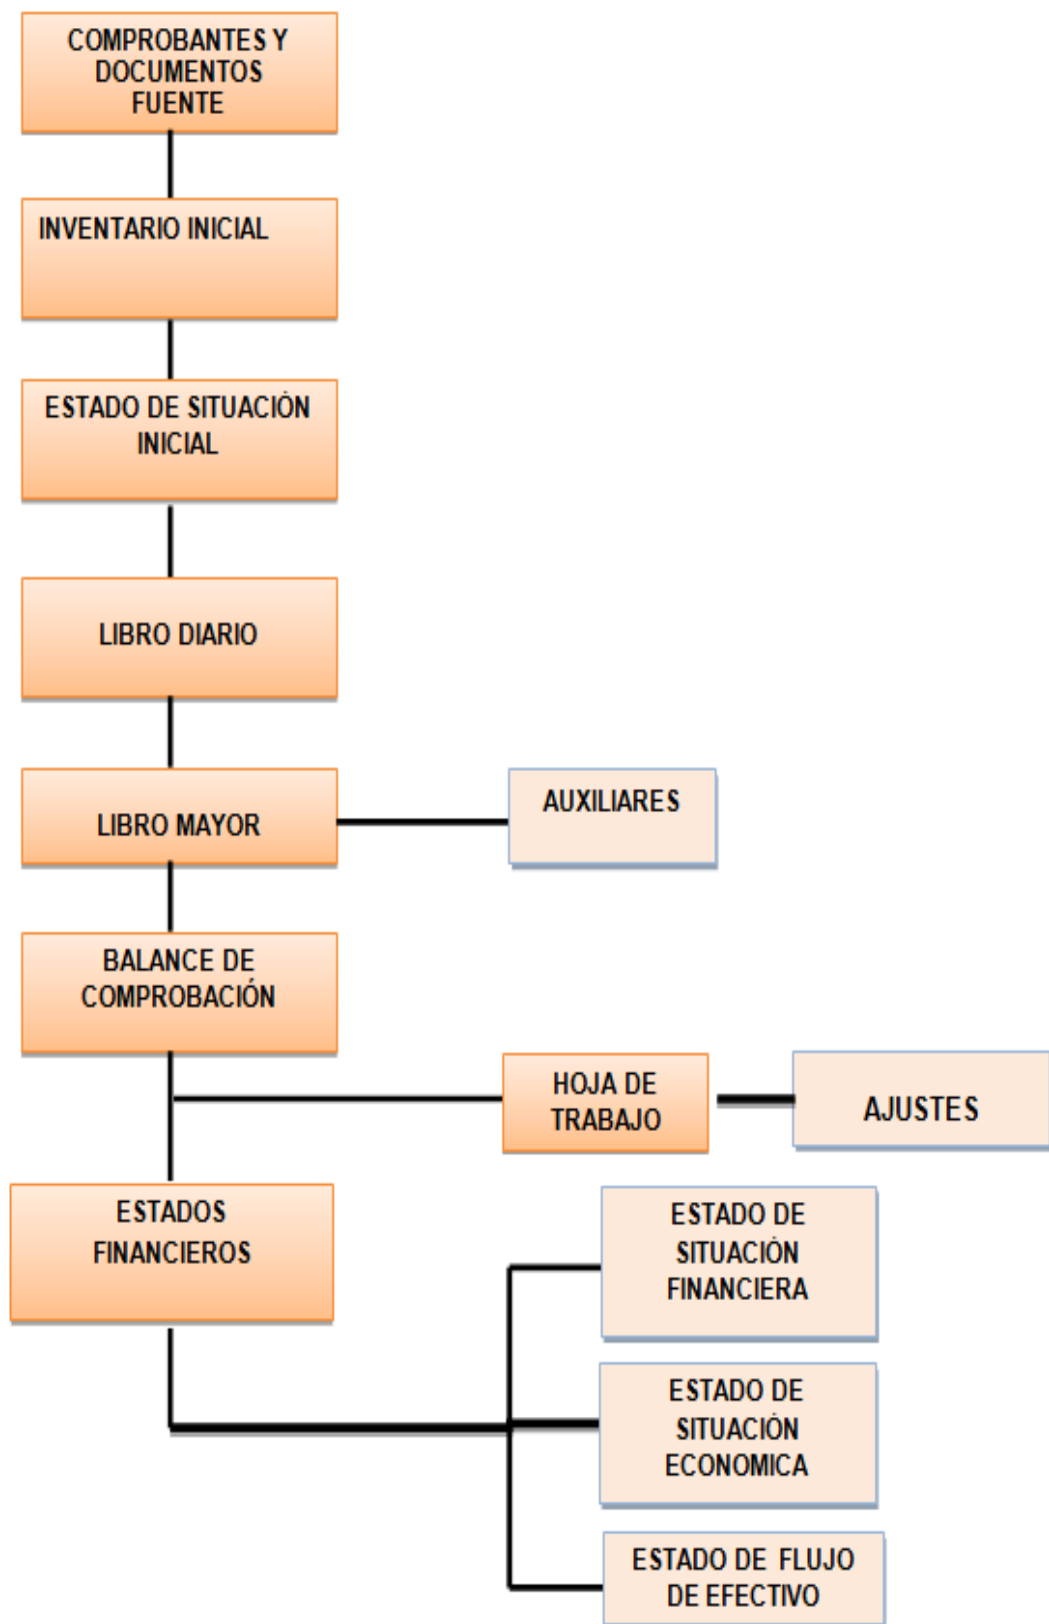 COMPROBANTES Y
DOCUMENTOS
FUENTE
INVENTARIO INICIAL
ESTADO DE SITUACIÓN
INICIAL
LIBRO DIARIO
LIBRO MAYOR
AUXILIARES
BALANCE DE
COMPROBACIÓN
HOJA DE
TRABAJO
AJUSTES
ESTADOS
FINANCIEROS
ESTADO DE
SITUACIÓN
FINANCIERA
ESTADO DE
SITUACIÓN
ECONOMICA
ESTADO DE FLUJO
DE EFECTIVO